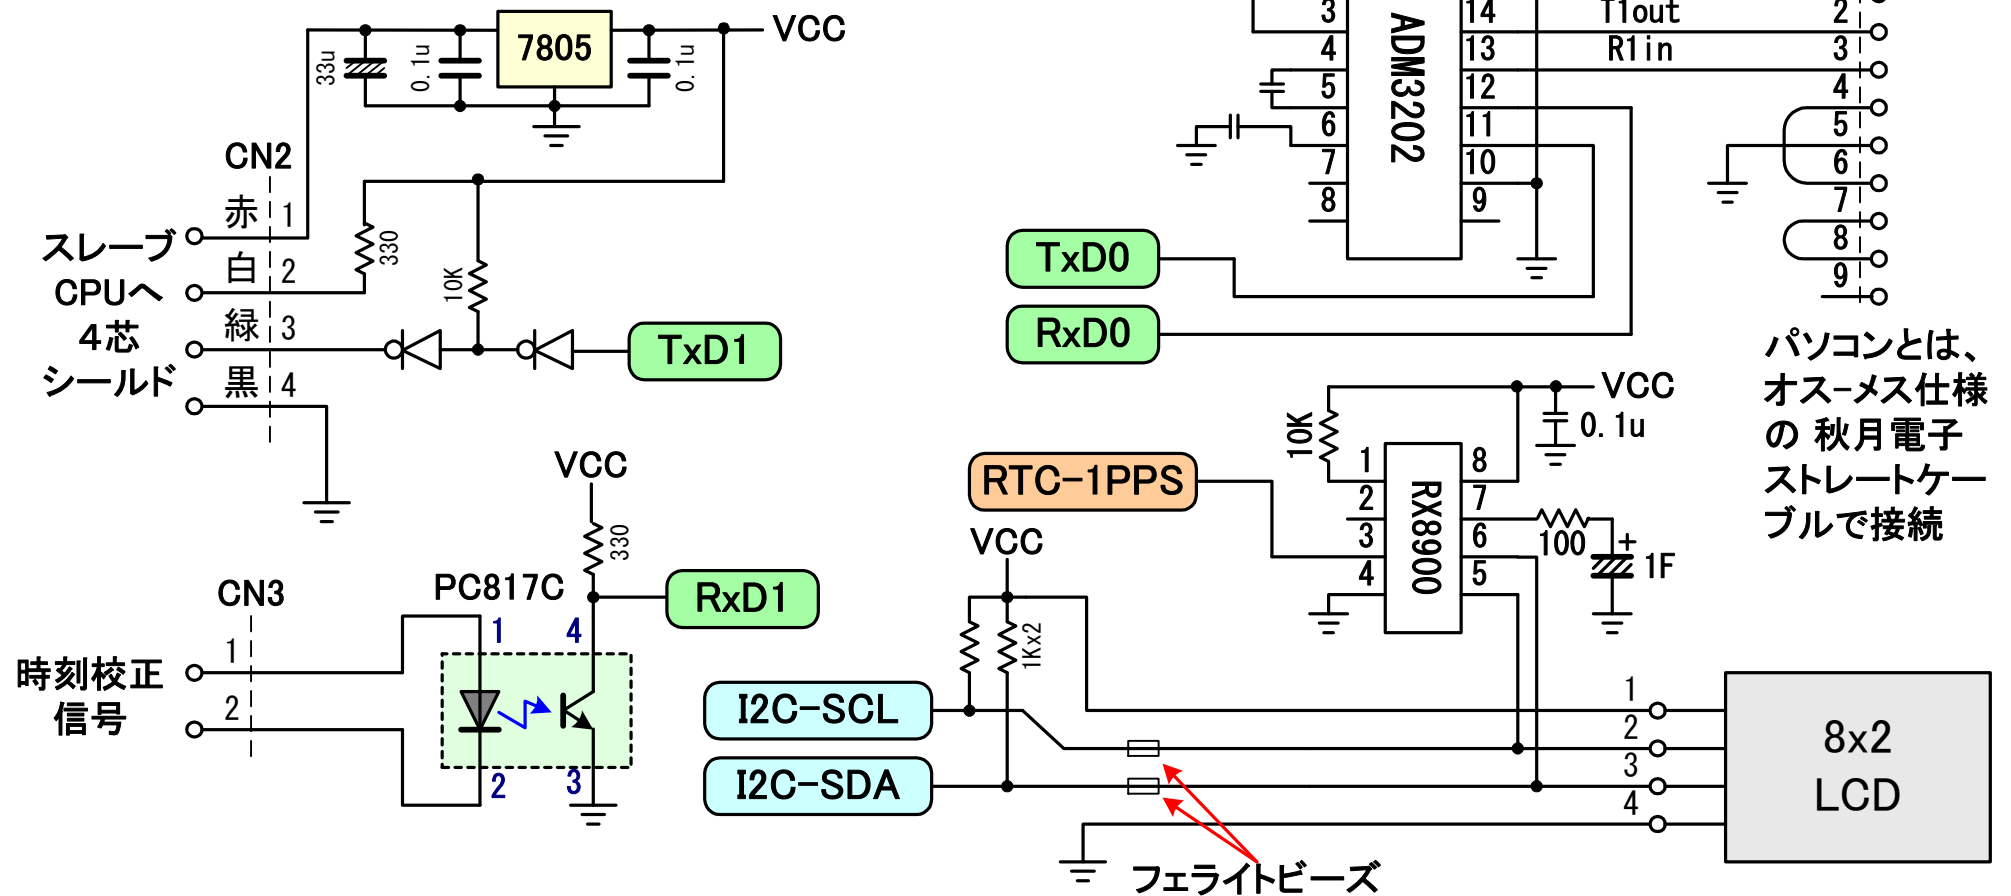 33u
0.1u
7805
0.1u
VCC
CN2
赤 1
白 2
緑 3
黒 4
スレーブ
CPUへ
4芯
シールド
330
10K
TxD1
3
4
5
6
7
8
ADM3202
14
13
12
11
10
9
T1out
R1in
2
3
4
5
6
7
8
9
TxD0
RxD0
パソコンとは、
オス-メス仕様
の 秋月電子
ストレートケー
ブルで接続
VCC
330
RxD1
CN3
1
2
時刻校正
信号
PC817C
1
4
2
3
VCC
0.1u
10K
RTC-1PPS
1
2
3
4
RX8900
8
7
6
5
100
+
1F
VCC
1Kx2
I2C-SCL
I2C-SDA
フェライトビーズ
1
2
3
4
8x2
LCD